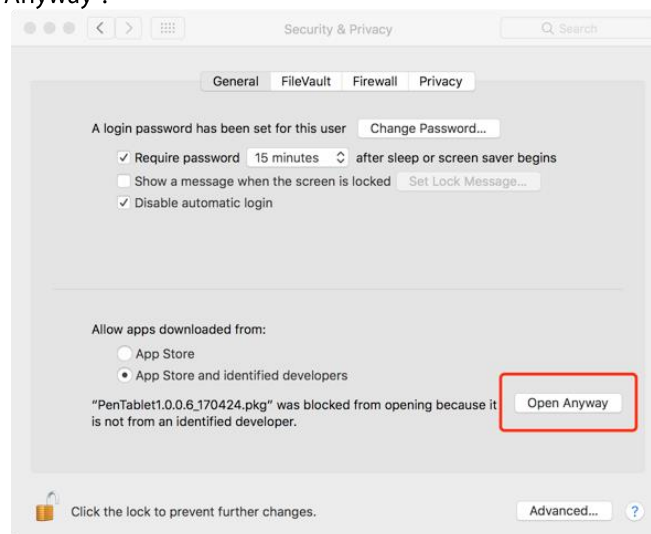 Anyway".
Security & Privacy
Search
General FileVault Firewall Privacy
A login password has been set for this user Change Password...
Require password 15 minutes after sleep or screen saver begins
Show a message when the screen is locked Set Lock Message...
Disable automatic login
Allow apps downloaded from:
App Store
App Store and identified developers
"PenTablet1.0.0.6_170424.pkg" was blocked from opening because it Open Anyway
is not from an identified developer.
Click the lock to prevent further changes. Advanced... ?